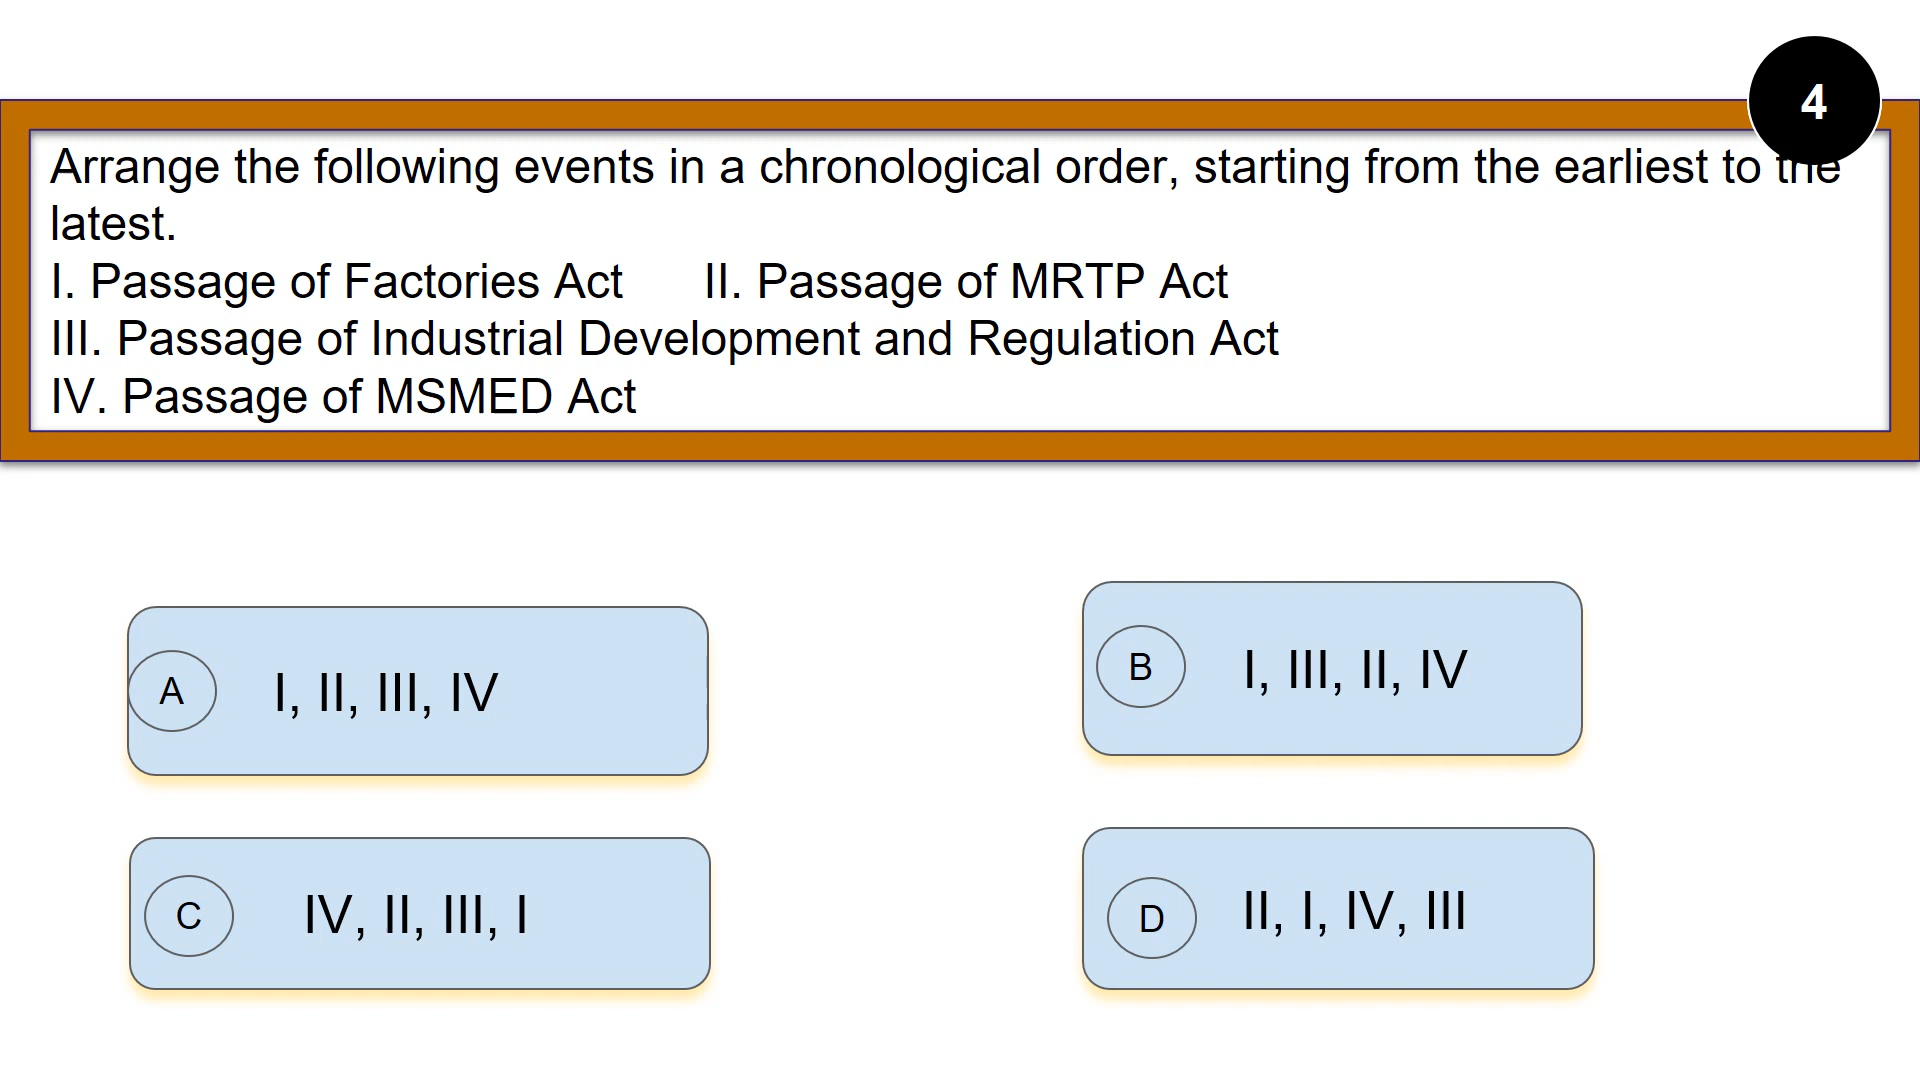 4
Arrange the following events in a chronological order, starting from the earliest to the
latest.
I. Passage of Factories Act II. Passage of MRTP Act
III. Passage of Industrial Development and Regulation Act
IV. Passage of MSMED Act
A I, II, III, IV
B I, III, II, IV
C IV, II, III, I
D II, I, IV, III